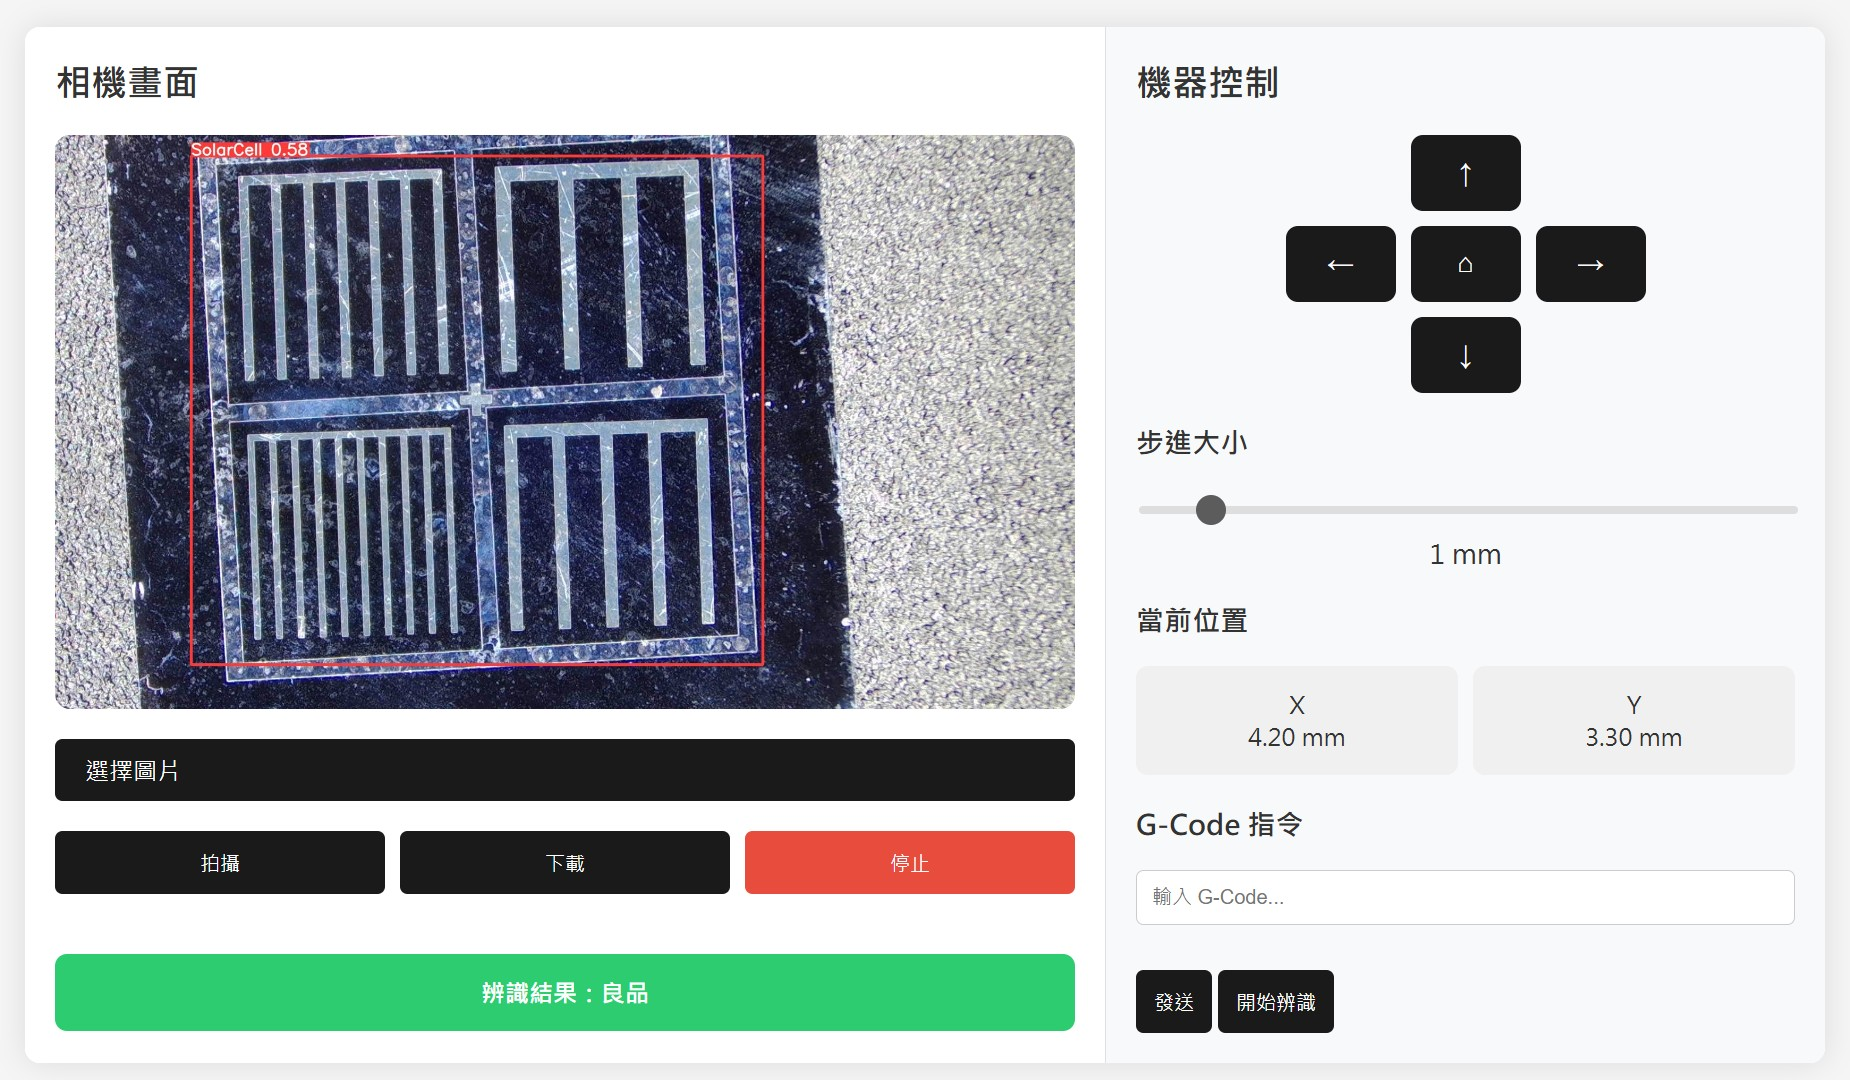 相機畫面
SolarCell 0.58
選擇圖片
拍攝
下載
停止
辨識結果：良品
機器控制
↑
← ⌂ →
↓
步進大小
1 mm
當前位置
X
4.20 mm
Y
3.30 mm
G-Code 指令
輸入 G-Code...
發送
開始辨識